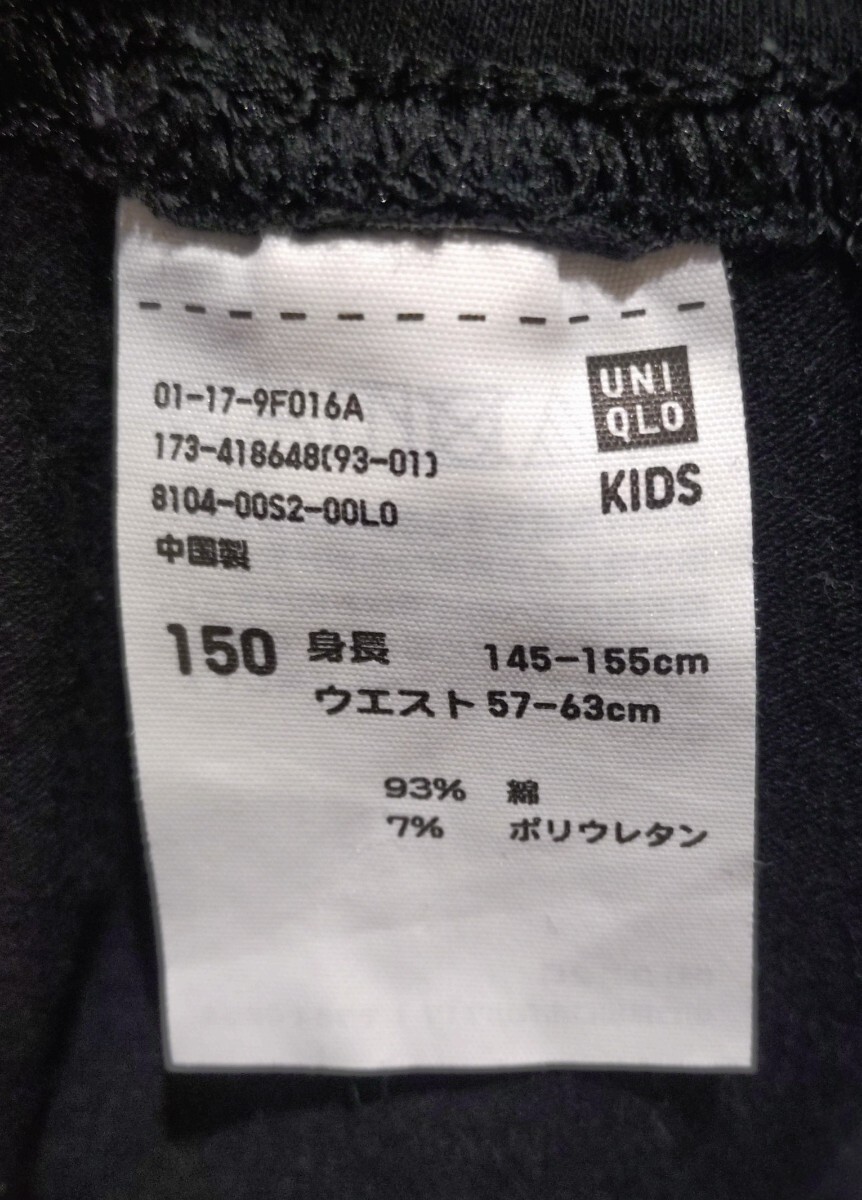 01-17-9F016A
173-418648(93-01)
8104-00S2-00L0
中国製
UNI
QLO
KIDS
150 身長 145-155cm
ウエスト 57-63cm
93% 綿
7% ポリウレタン